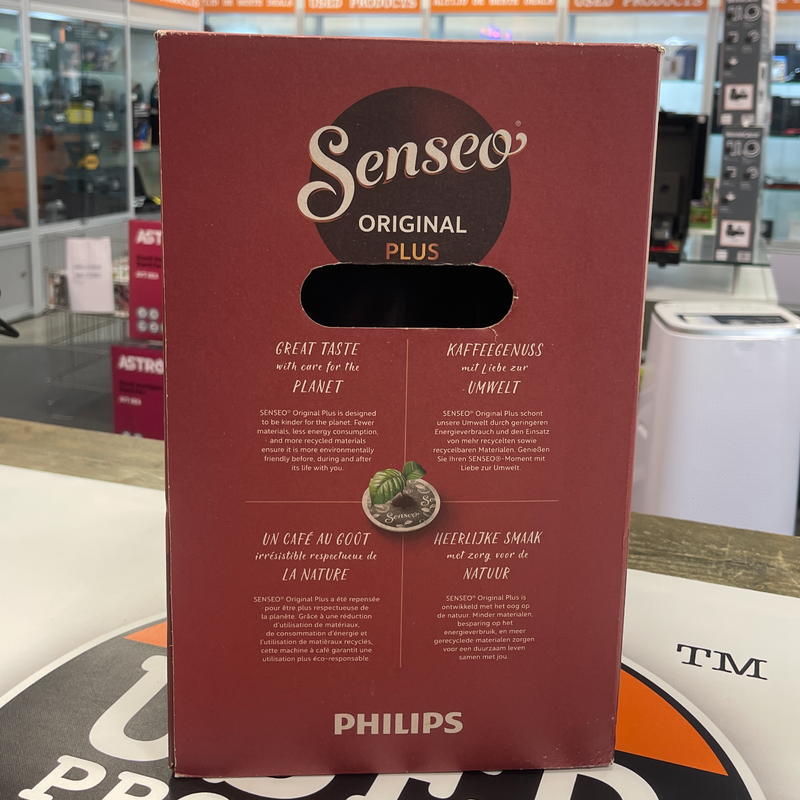 USED PRODUCTS
USED PRODUCTS
Senseo®
ORIGINAL
PLUS
GREAT TASTE
with care for the
PLANET
SENSEO® Original Plus is designed
to be kinder for the planet. Fewer
materials, less energy consumption,
and more recycled materials
ensure it is more environmentally
friendly before, during and after
its life with you.
KAFFEEGENUSS
mit Liebe zur
UMWELT
SENSEO® Original Plus schont
unsere Umwelt durch geringeren
Energieverbrauch und den Einsatz
von mehr recycelten sowie
recycelbaren Materialen. Genießen
Sie Ihren SENSEO®-Moment mit
Liebe zur Umwelt.
Senseo
UN CAFÉ AU GOÛT
irrésistible respectueux de
LA NATURE
SENSEO® Original Plus a été repensée
pour être plus respectueuse de
la planète. Grâce à une réduction
d'utilisation de matériaux,
de consommation d'énergie et
l'utilisation de matières recyclés,
cette machine à café garantit une
utilisation plus éco-responsable.
HEERLIJKE SMAAK
met zorg voor de
NATUUR
SENSEO® Original Plus is
ontwikkeld met het oog op
de natuur. Minder materialen,
besparing op het
energieverbruik, en meer
gerecyclede materialen zorgen
voor een duurzaam leven
samen met jou.
PHILIPS
AST
ASTRO
TM